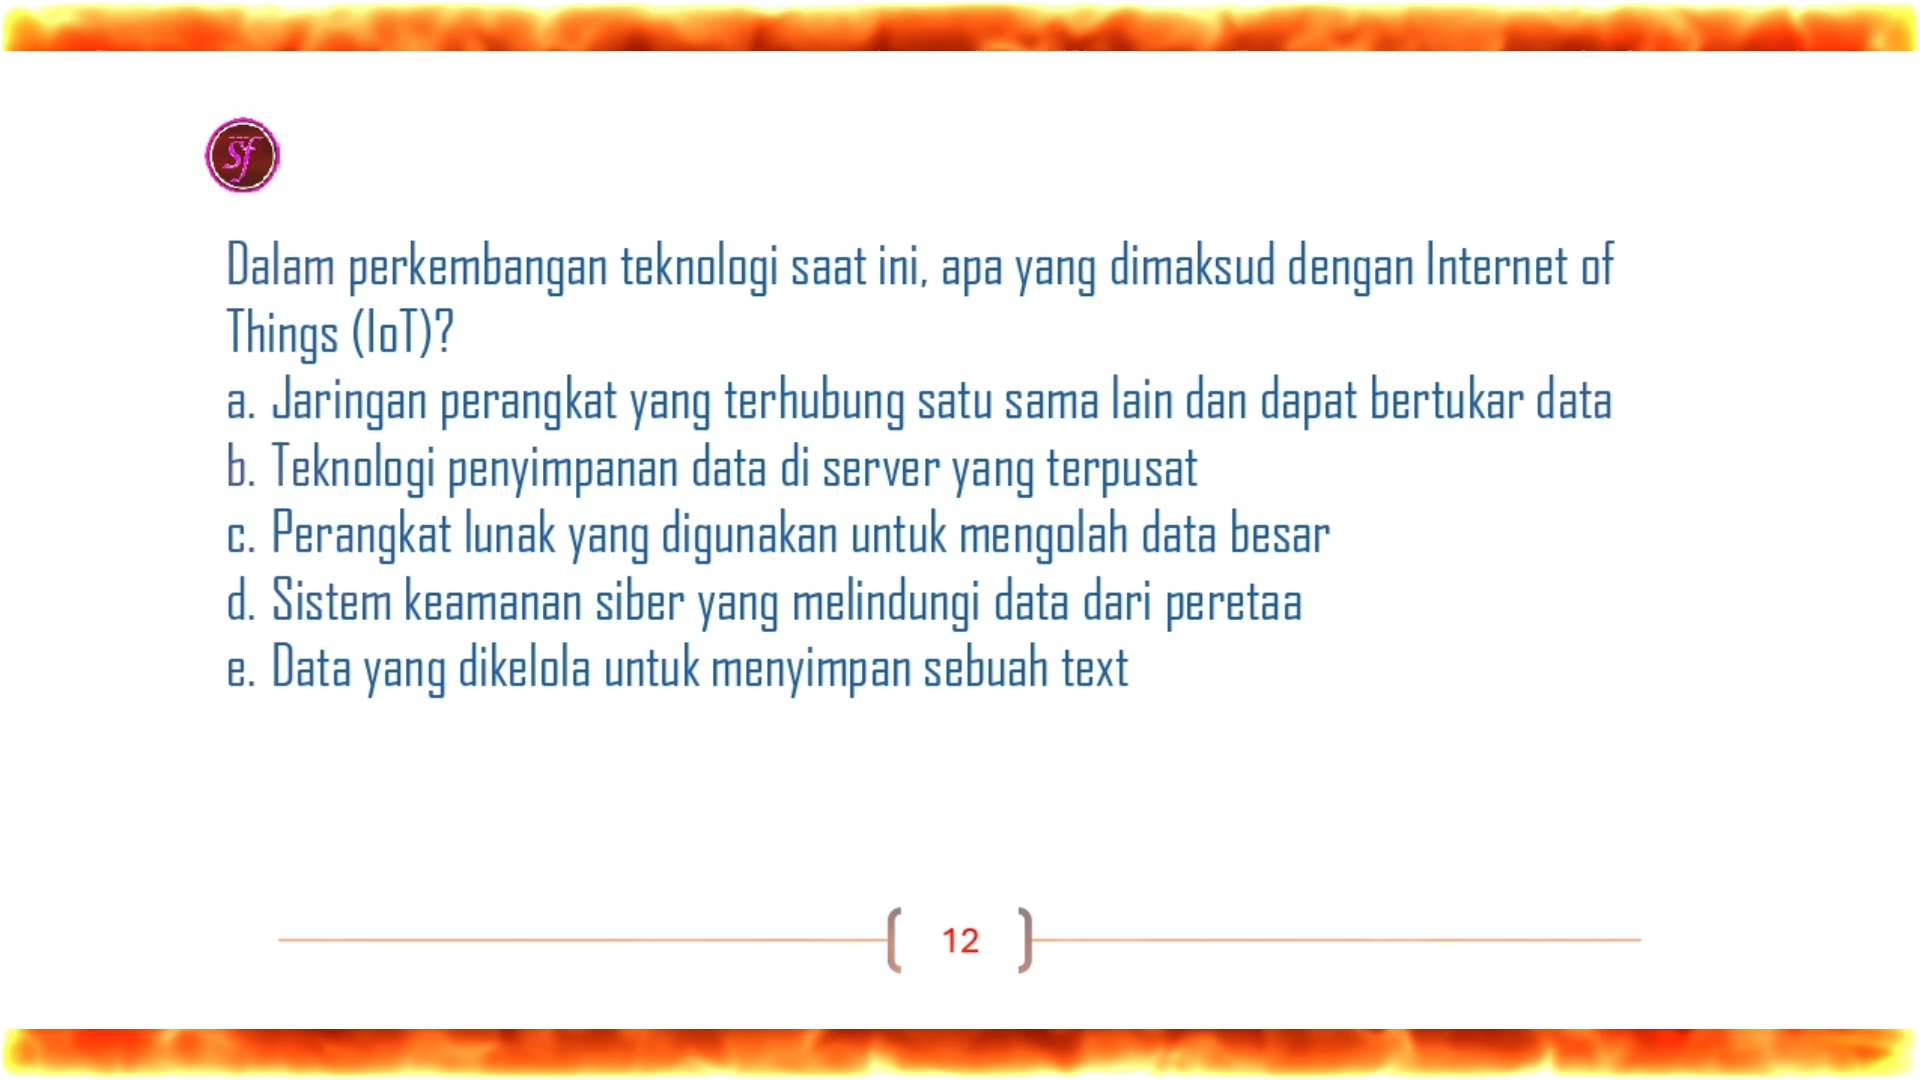 Sf
Dalam perkembangan teknologi saat ini, apa yang dimaksud dengan Internet of
Things (IoT)?
a. Jaringan perangkat yang terhubung satu sama lain dan dapat bertukar data
b. Teknologi penyimpanan data di server yang terpusat
c. Perangkat lunak yang digunakan untuk mengolah data besar
d. Sistem keamanan siber yang melindungi data dari peretaa
e. Data yang dikelola untuk menyimpan sebuah text
12